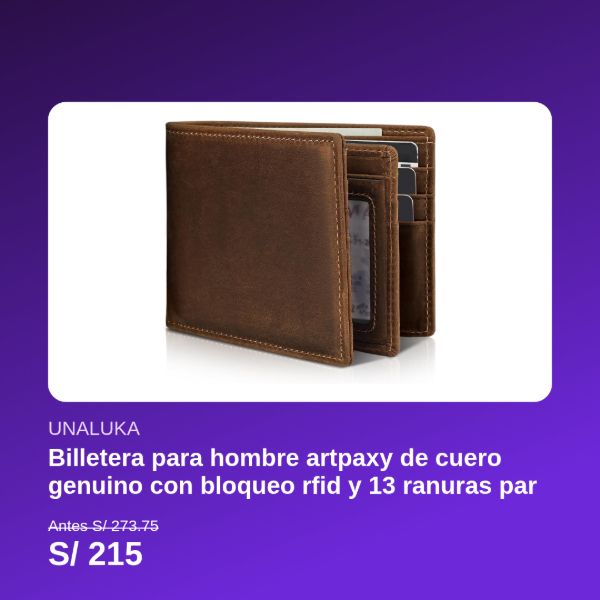 UNALUKA
Billetera para hombre artpaxy de cuero
genuino con bloqueo rfid y 13 ranuras par
Antes S/ 273.75
S/ 215